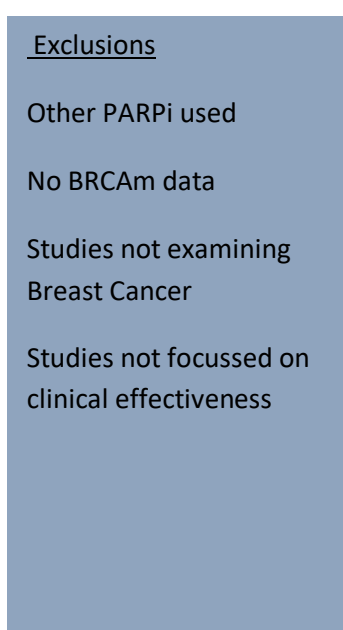 Exclusions
Other PARPi used
No BRCAm data
Studies not examining
Breast Cancer
Studies not focussed on
clinical effectiveness